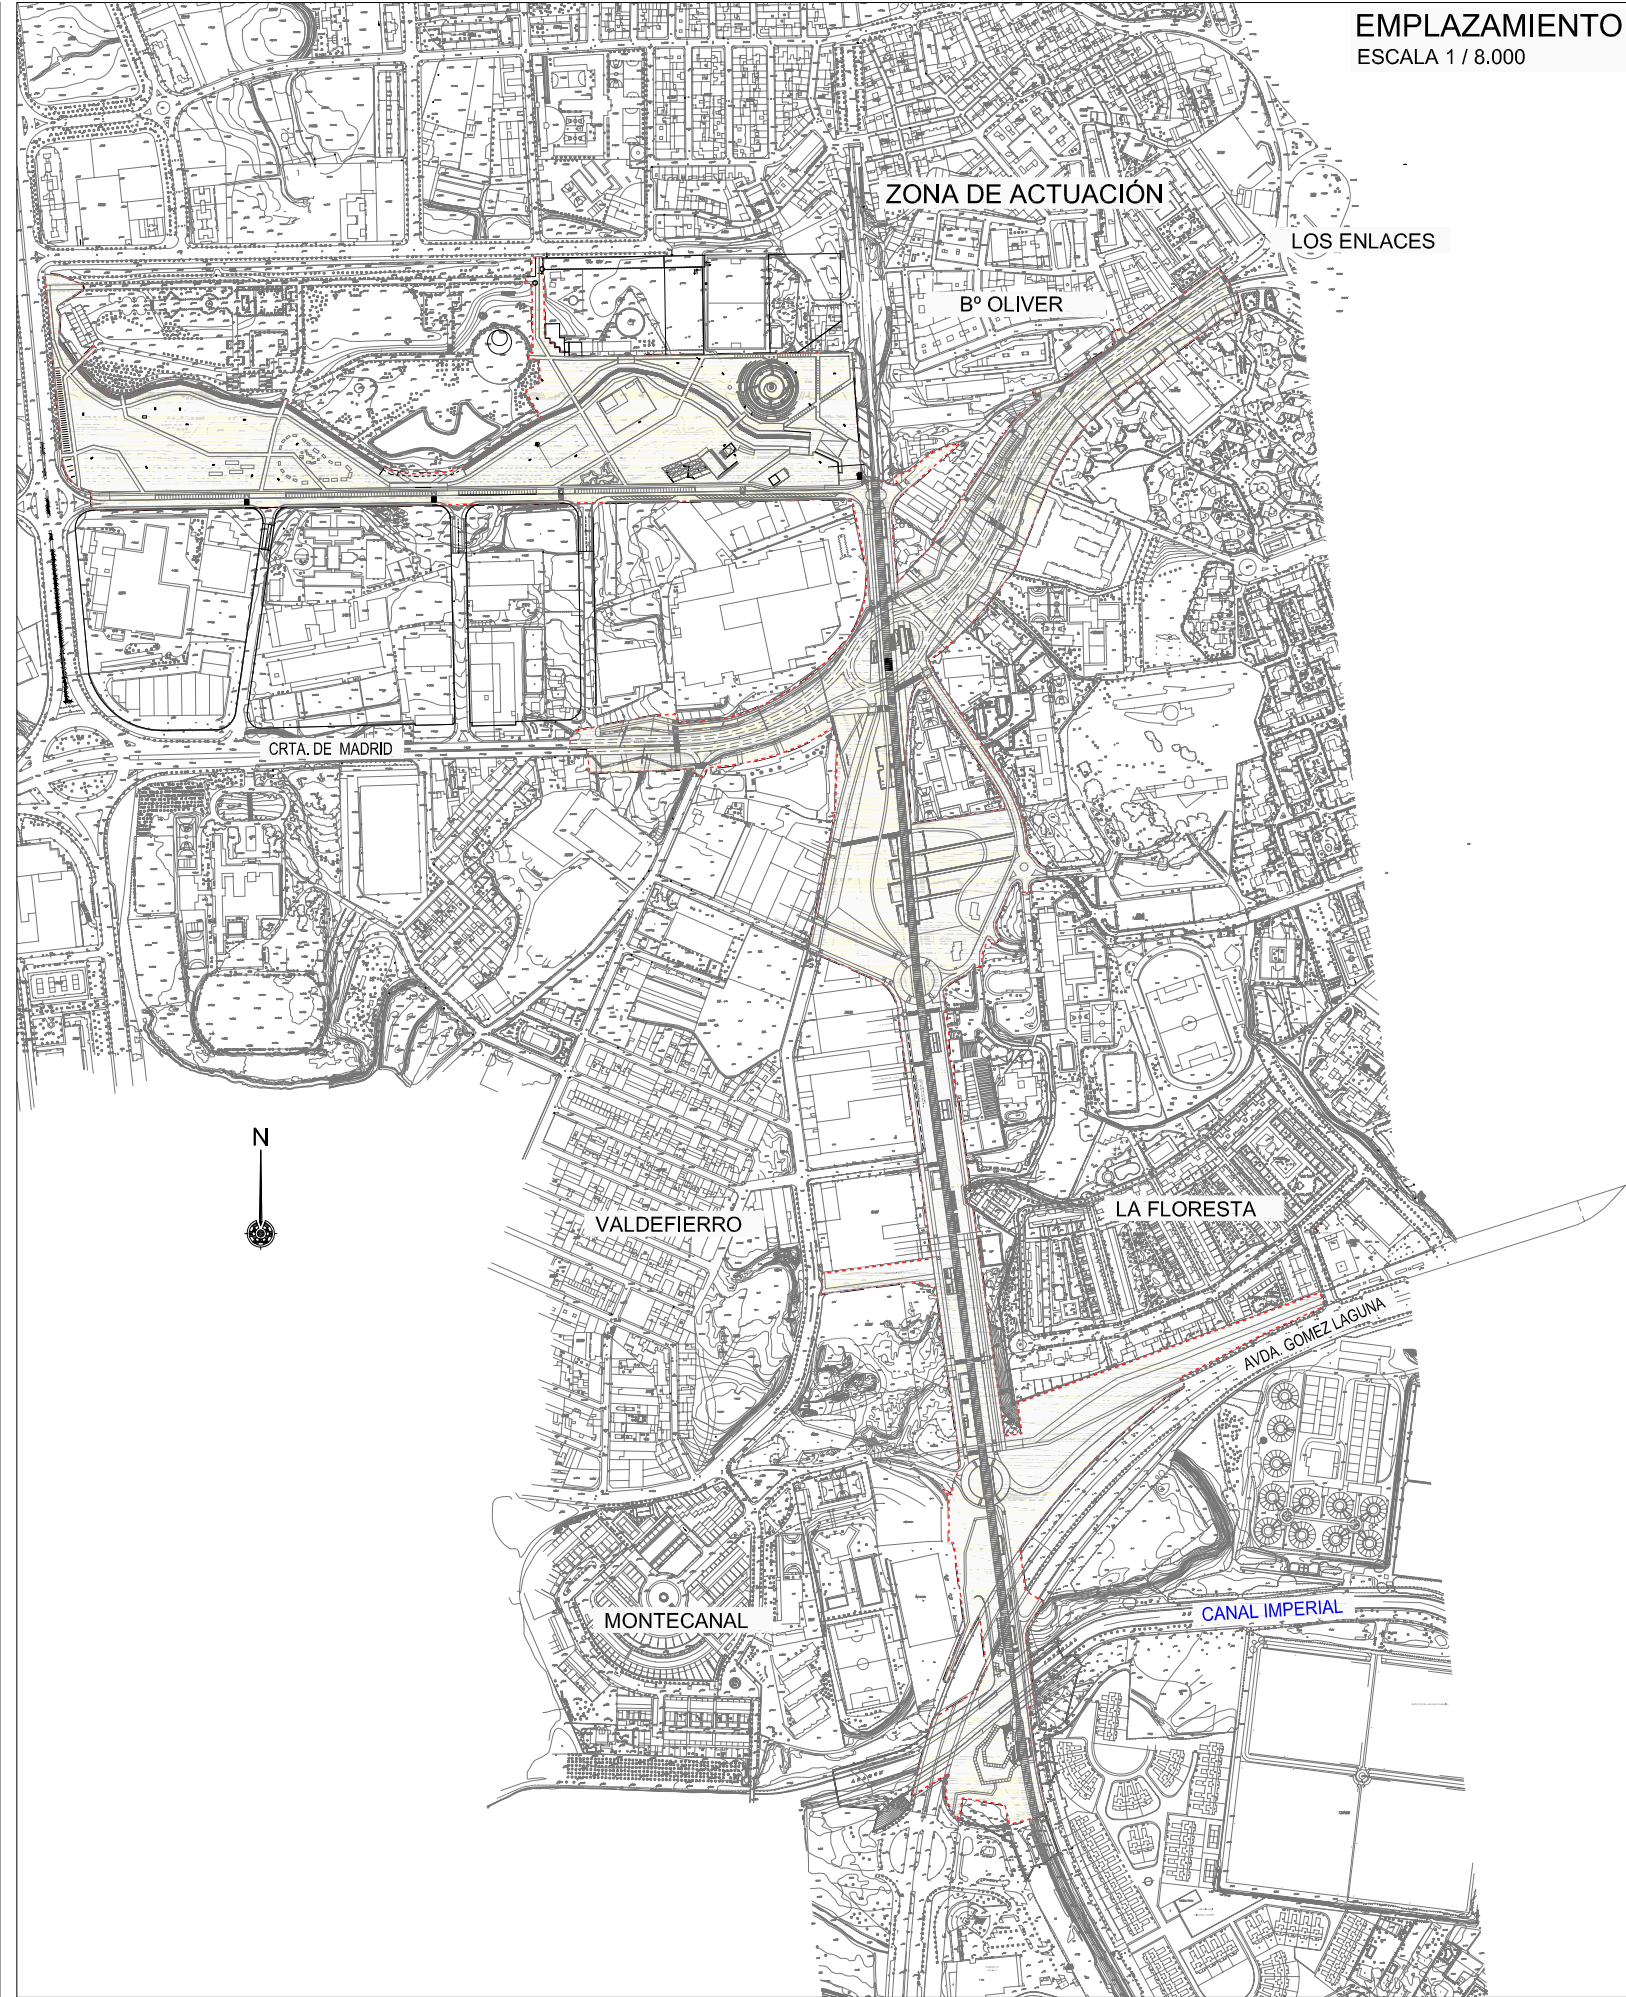 EMPLAZAMIENTO
ESCALA 1 / 8.000
ZONA DE ACTUACIÓN
LOS ENLACES
Bº OLIVER
CRTA. DE MADRID
N
VALDEFIERRO
LA FLORESTA
AVDA. GOMEZ LAGUNA
MONTECANAL
CANAL IMPERIAL